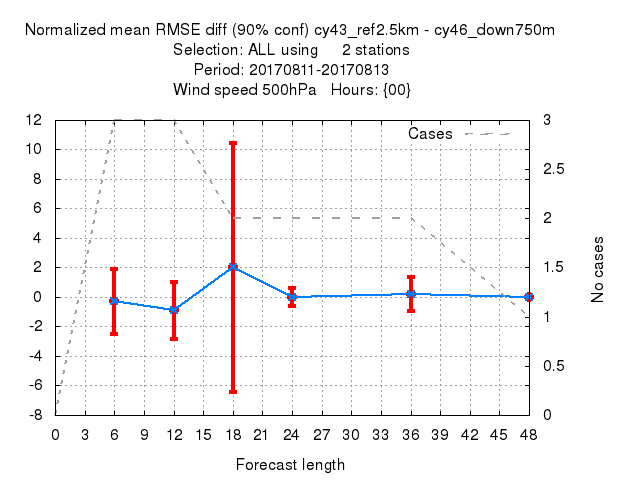 Normalized mean RMSE diff (90% conf) cy43_ref2.5km - cy46_down750m
Selection: ALL using 2 stations
Period: 20170811-20170813
Wind speed 500hPa Hours: {00}
Cases
12
10
8
6
4
2
0
-2
-4
-6
-8
3
2.5
2
1.5
1
0.5
0
No cases
0 3 6 9 12 15 18 21 24 27 30 33 36 39 42 45 48
Forecast length